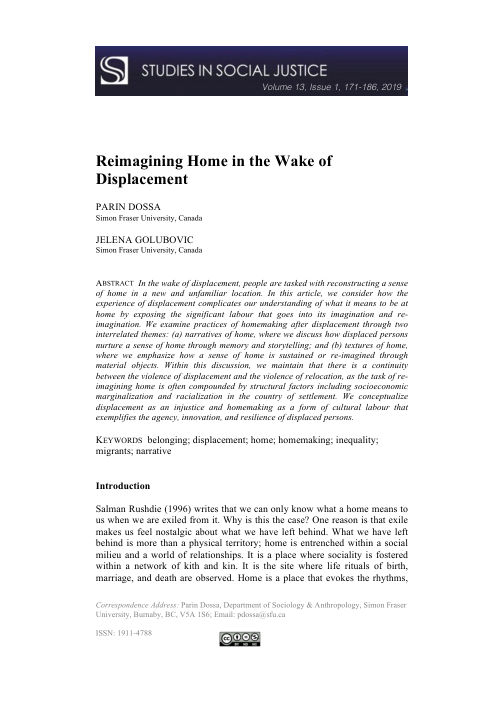 STUDIES IN SOCIAL JUSTICE
Volume 13, Issue 1, 171-186, 2019
Reimagining Home in the Wake of
Displacement
PARIN DOSSA
Simon Fraser University, Canada
JELENA GOLUBOVIC
Simon Fraser University, Canada
ABSTRACT In the wake of displacement, people are tasked with reconstructing a sense
of home in a new and unfamiliar location. In this article, we consider how the
experience of displacement complicates our understanding of what it means to be at
home by exposing the significant labour that goes into its imagination and re-
imagination. We examine practices of homemaking after displacement through two
interrelated themes: (a) narratives of home, where we discuss how displaced persons
nurture a sense of home through memory and storytelling; and (b) textures of home,
where we emphasize how a sense of home is sustained or re-imagined through
material objects. Within this discussion, we maintain that there is a continuity
between the violence of displacement and the violence of relocation, as the task of re-
imagining home is often compounded by structural factors including socioeconomic
marginalization and racialization in the country of settlement. We conceptualize
displacement as an injustice and homemaking as a form of cultural labour that
exemplifies the agency, innovation, and resilience of displaced persons.
KEYWORDS belonging; displacement; home; homemaking; inequality;
migrants; narrative
Introduction
Salman Rushdie (1996) writes that we can only know what a home means to
us when we are exiled from it. Why is this the case? One reason is that exile
makes us feel nostalgic about what we have left behind. What we have left
behind is more than a physical territory; home is entrenched within a social
milieu and a world of relationships. It is a place where sociality is fostered
within a network of kith and kin. It is the site where life rituals of birth,
marriage, and death are observed. Home is a place that evokes the rhythms,
Correspondence Address: Parin Dossa, Department of Sociology & Anthropology, Simon Fraser
University, Burnaby, BC, V5A 1S6; Email: pdossa@sfu.ca
ISSN: 1911-4788